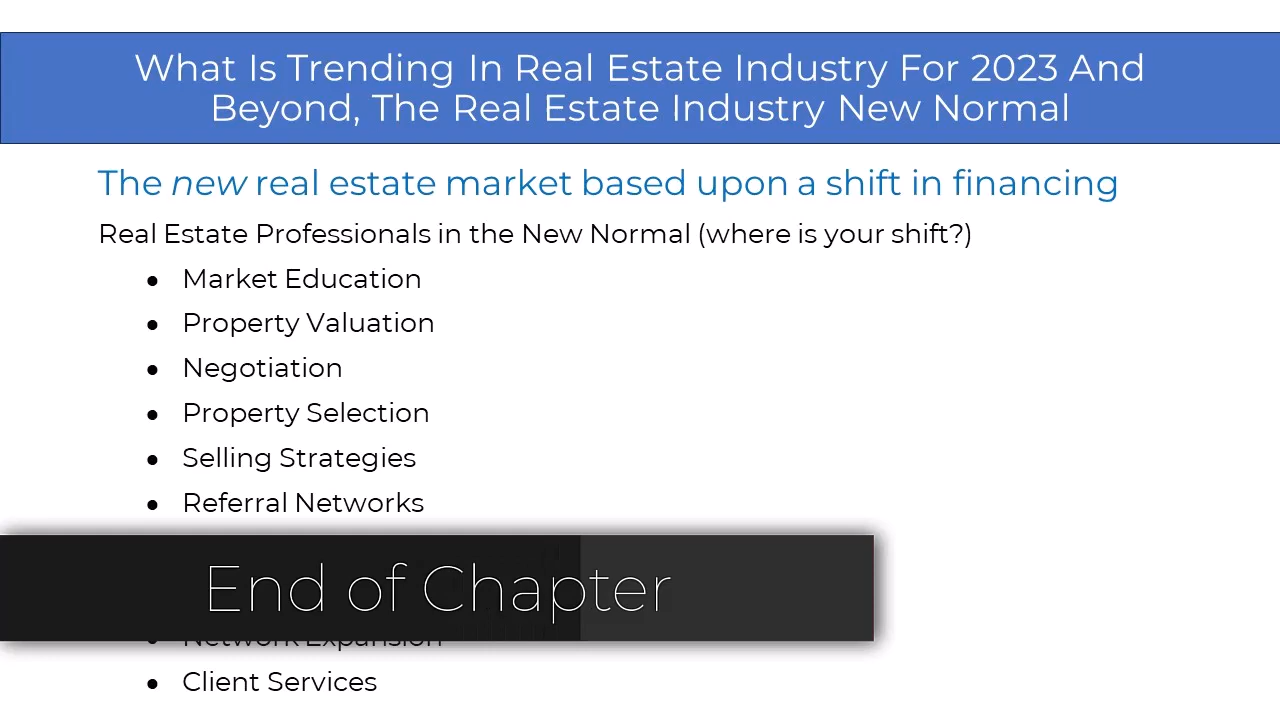 What Is Trending In Real Estate Industry For 2023 And
Beyond, The Real Estate Industry New Normal
The new real estate market based upon a shift in financing
Real Estate Professionals in the New Normal (where is your shift?)
• Market Education
• Property Valuation
• Negotiation
• Property Selection
• Selling Strategies
• Referral Networks
End of Chapter
• Network Expansion
• Client Services